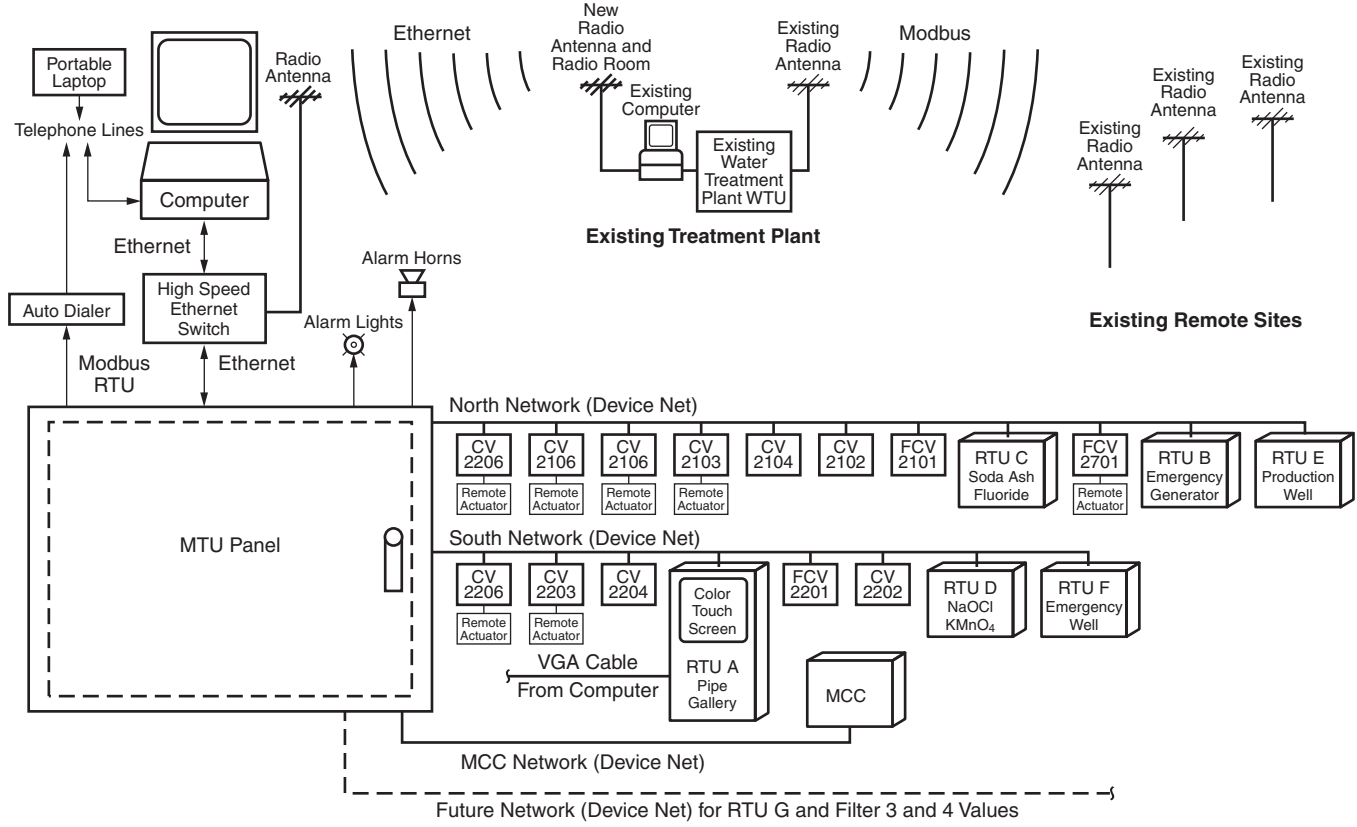 Portable
Laptop
Telephone Lines
Computer
Radio
Antenna
Ethernet
New
Radio
Antenna and
Radio Room
Existing
Computer
Existing
Radio
Antenna
Modbus
Existing
Water
Treatment
Plant WTU
Existing Treatment Plant
Existing
Radio
Antenna
Existing
Radio
Antenna
Existing
Radio
Antenna
Existing Remote Sites
Ethernet
High Speed
Ethernet
Switch
Auto Dialer
Modbus
RTU
Ethernet
Alarm Lights
Alarm Horns
MTU Panel
North Network (Device Net)
CV
2206
Remote
Actuator
CV
2106
Remote
Actuator
CV
2106
Remote
Actuator
CV
2103
Remote
Actuator
CV
2104
CV
2102
FCV
2101
RTU C
Soda Ash
Fluoride
FCV
2701
Remote
Actuator
RTU B
Emergency
Generator
RTU E
Production
Well
South Network (Device Net)
CV
2206
Remote
Actuator
CV
2203
Remote
Actuator
CV
2204
Color
Touch
Screen
RTU A
Pipe
Gallery
FCV
2201
CV
2202
RTU D
NaOCl
KMnO4
RTU F
Emergency
Well
VGA Cable
From Computer
MCC
MCC Network (Device Net)
Future Network (Device Net) for RTU G and Filter 3 and 4 Values